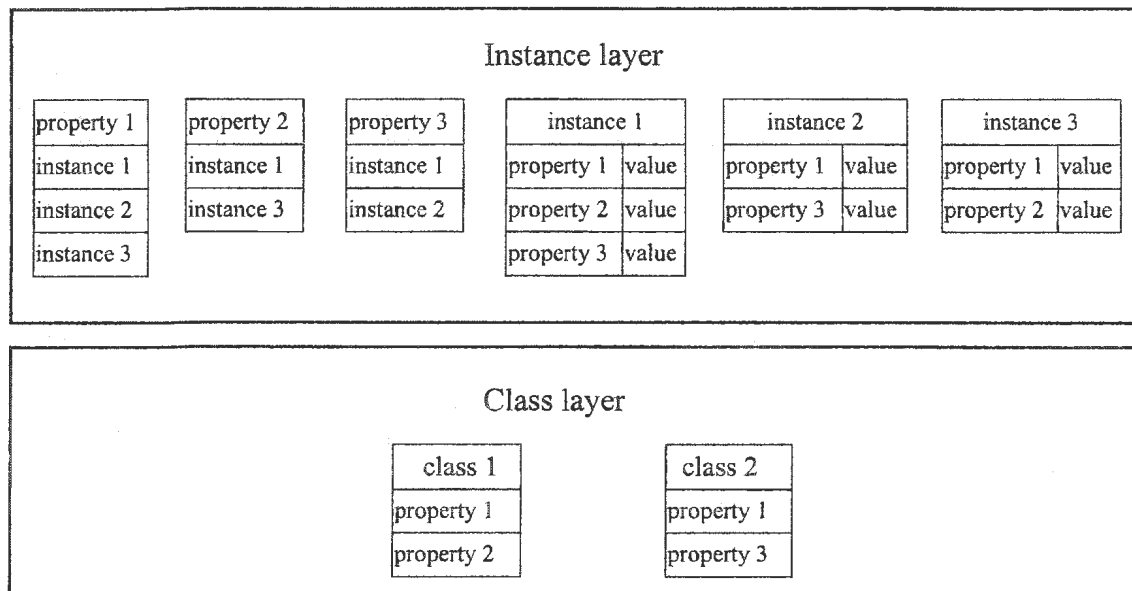 Instance layer
property 1
instance 1
instance 2
instance 3
property 2
instance 1
instance 3
property 3
instance 1
instance 2
instance 1
property 1 value
property 2 value
property 3 value
instance 2
property 1 value
property 3 value
instance 3
property 1 value
property 2 value
Class layer
class 1
property 1
property 2
class 2
property 1
property 3